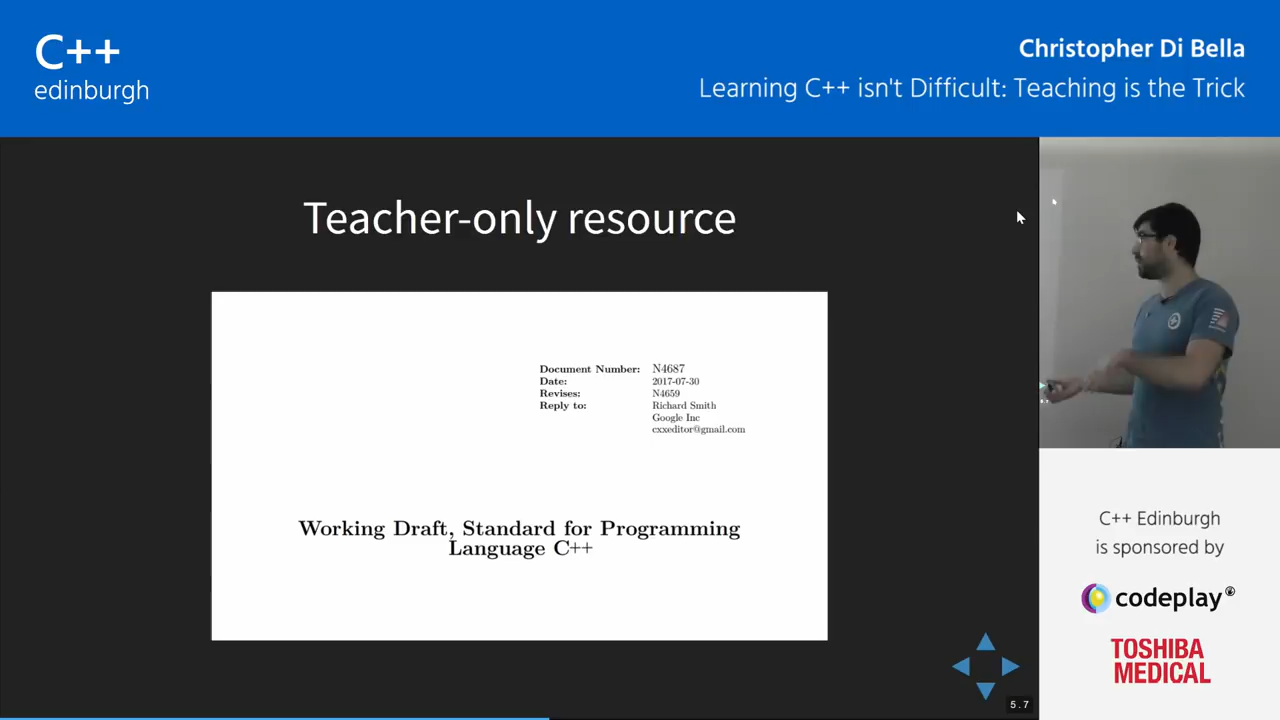 C++
edinburgh
Christopher Di Bella
Learning C++ isn't Difficult: Teaching is the Trick
Teacher-only resource
Document Number: N4687
Date: 2017-07-30
Revises: N4659
Reply to: Richard Smith
Google Inc
cxxeditor@gmail.com
Working Draft, Standard for Programming
Language C++
C++ Edinburgh
is sponsored by
codeplay®
TOSHIBA
MEDICAL
5.7